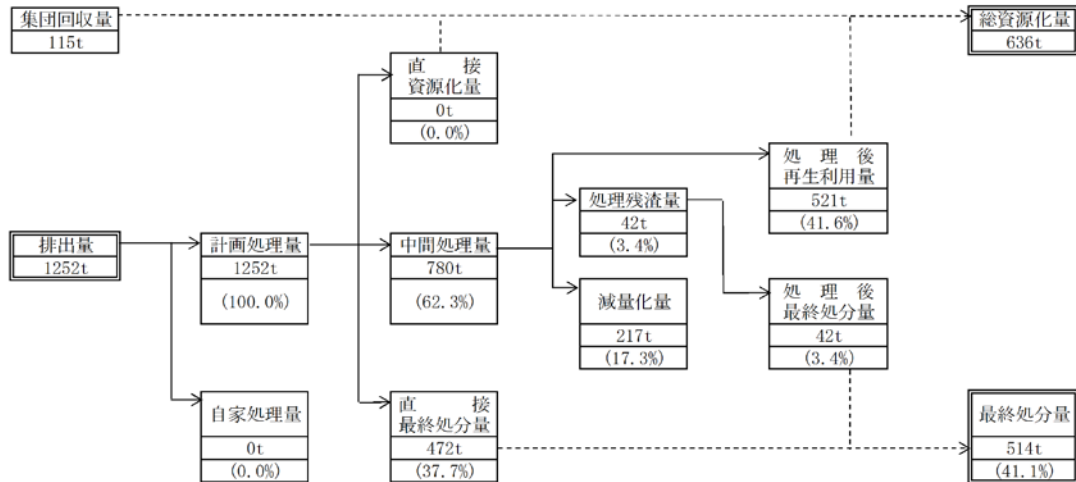 集団回収量
115t
総資源化量
636t
直　接
資源化量
0t
(0.0%)
処　理　後
再生利用量
521t
(41.6%)
処理残渣量
42t
(3.4%)
排出量
1252t
計画処理量
1252t
(100.0%)
中間処理量
780t
(62.3%)
減量化量
217t
(17.3%)
処　理　後
最終処分量
42t
(3.4%)
自家処理量
0t
(0.0%)
直　接
最終処分量
472t
(37.7%)
最終処分量
514t
(41.1%)